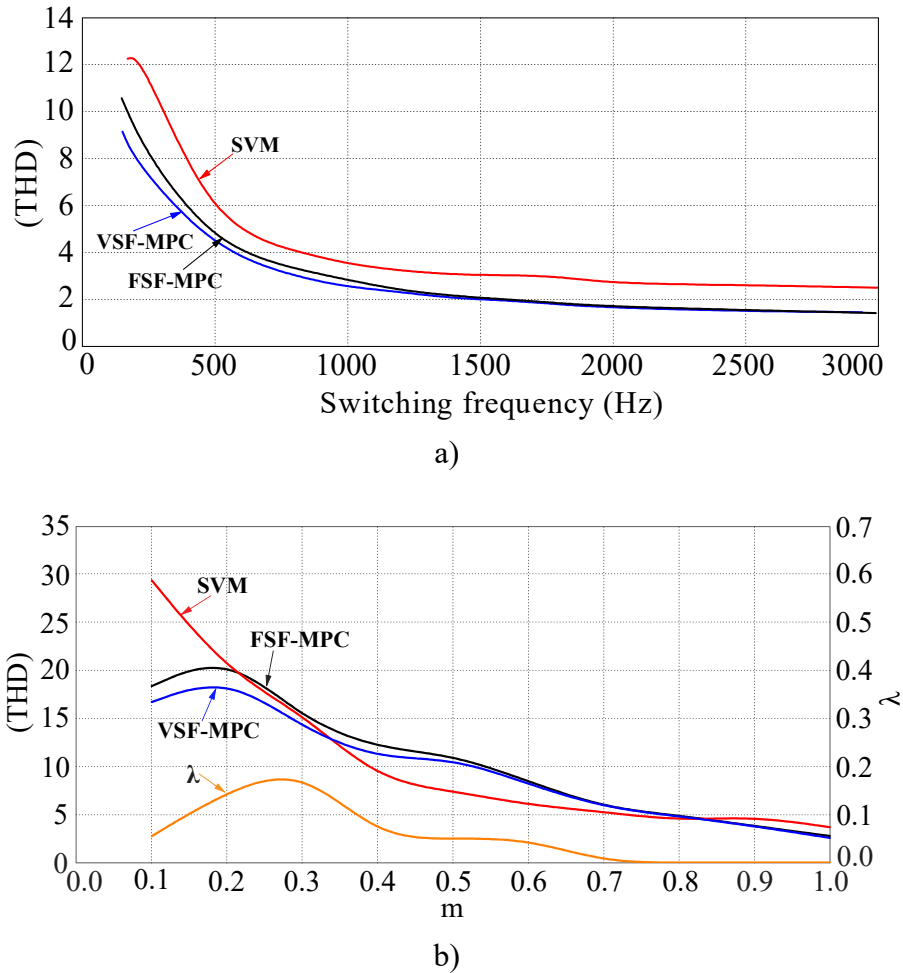 14
12
10
8
6
4
2
0
(THD)
SVM
VSF-MPC
FSF-MPC
0 500 1000 1500 2000 2500 3000
Switching frequency (Hz)
a)
35
30
25
20
15
10
5
0
(THD)
SVM
FSF-MPC
VSF-MPC
λ
0.7
0.6
0.5
0.4
0.3
0.2
0.1
0.0
λ
0.0 0.1 0.2 0.3 0.4 0.5 0.6 0.7 0.8 0.9 1.0
m
b)